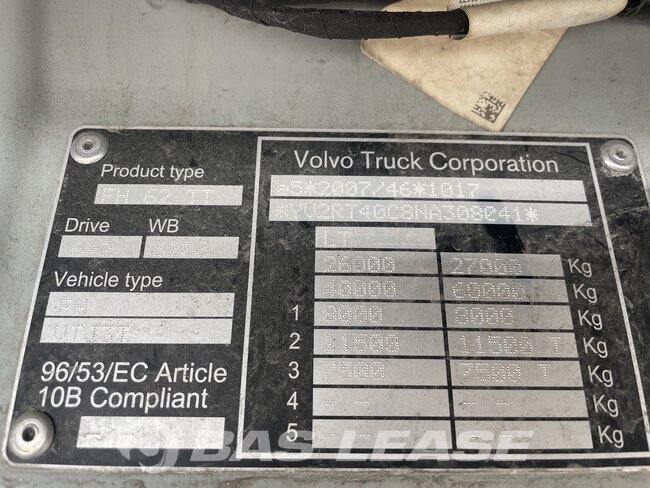 Product type
FH 62 TT
Drive WB
Vehicle type
FH
VTT3T
96/53/EC Article
10B Compliant
Volvo Truck Corporation
e5*2007/46*1017
26000 27000 Kg
40000 60000 Kg
1 8000 8000 Kg
2 11500 11500 T Kg
3 7500 7500 T Kg
4 -- -- Kg
5 -- -- Kg
BAS LEASE